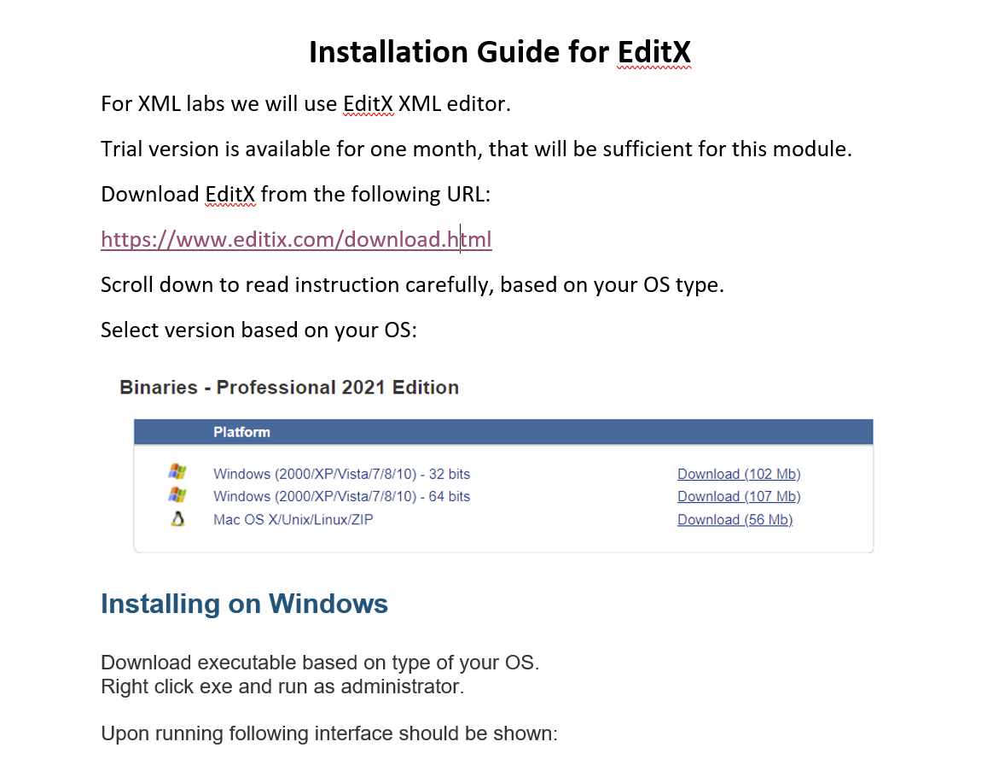 Installation Guide for EditX
For XML labs we will use EditX XML editor.
Trial version is available for one month, that will be sufficient for this module.
Download EditX from the following URL:
https://www.editix.com/download.html
Scroll down to read instruction carefully, based on your OS type.
Select version based on your OS:
Binaries - Professional 2021 Edition
Platform
Windows (2000/XP/Vista/7/8/10) - 32 bits Download (102 Mb)
Windows (2000/XP/Vista/7/8/10) - 64 bits Download (107 Mb)
Mac OS X/Unix/Linux/ZIP Download (56 Mb)
Installing on Windows
Download executable based on type of your OS.
Right click exe and run as administrator.
Upon running following interface should be shown: